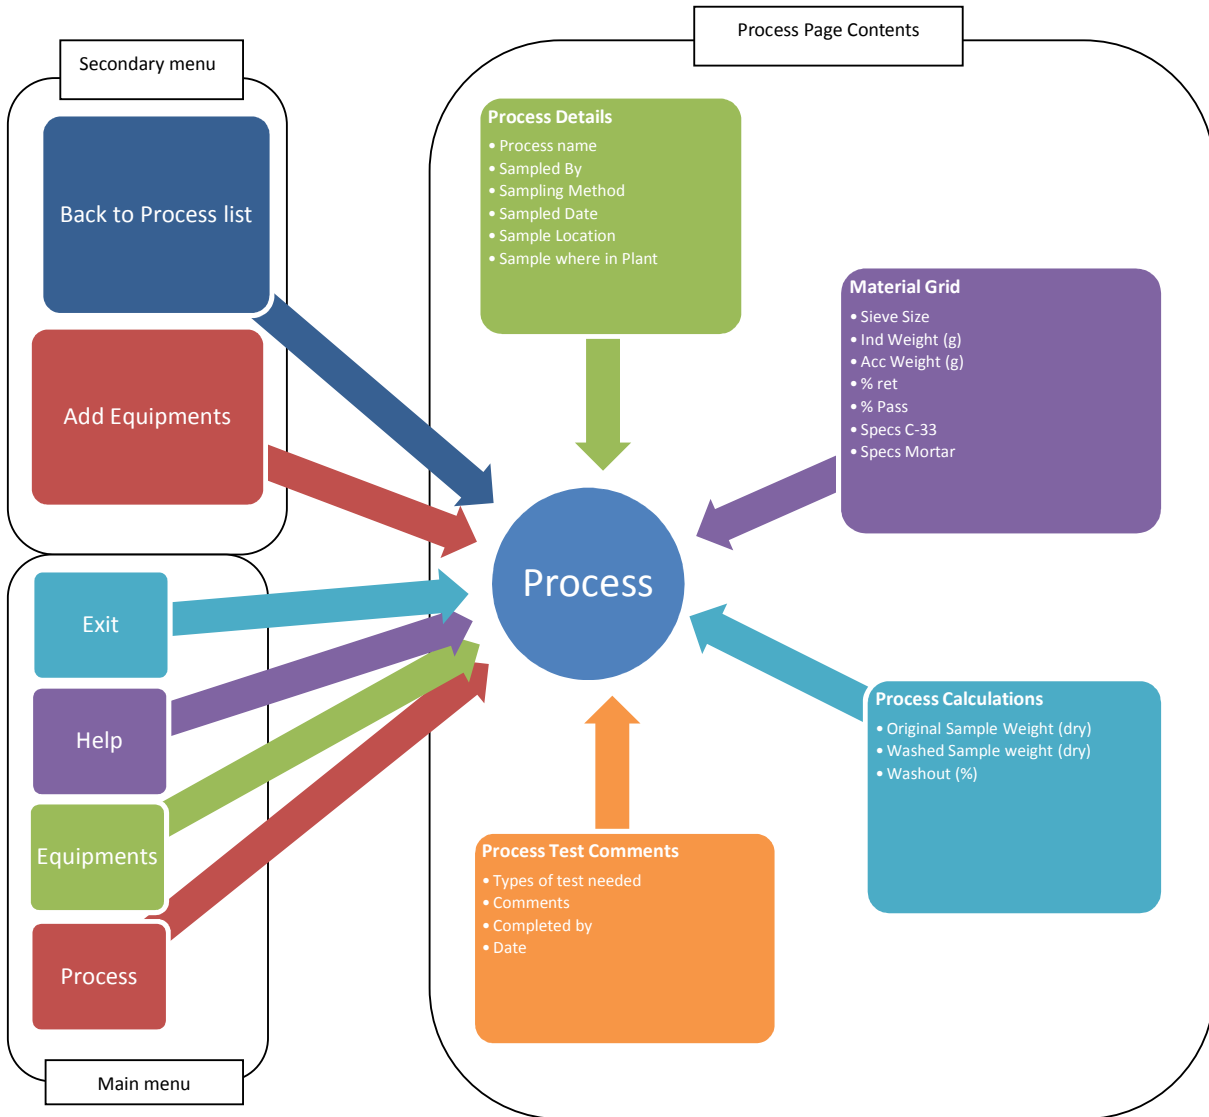 Process Page Contents
Secondary menu
Back to Process list
Add Equipments
Exit
Help
Equipments
Process
Main menu
Process Details
• Process name
• Sampled By
• Sampling Method
• Sampled Date
• Sample Location
• Sample where in Plant
Material Grid
• Sieve Size
• Ind Weight (g)
• Acc Weight (g)
• % ret
• % Pass
• Specs C-33
• Specs Mortar
Process
Process Calculations
• Original Sample Weight (dry)
• Washed Sample weight (dry)
• Washout (%)
Process Test Comments
• Types of test needed
• Comments
• Completed by
• Date